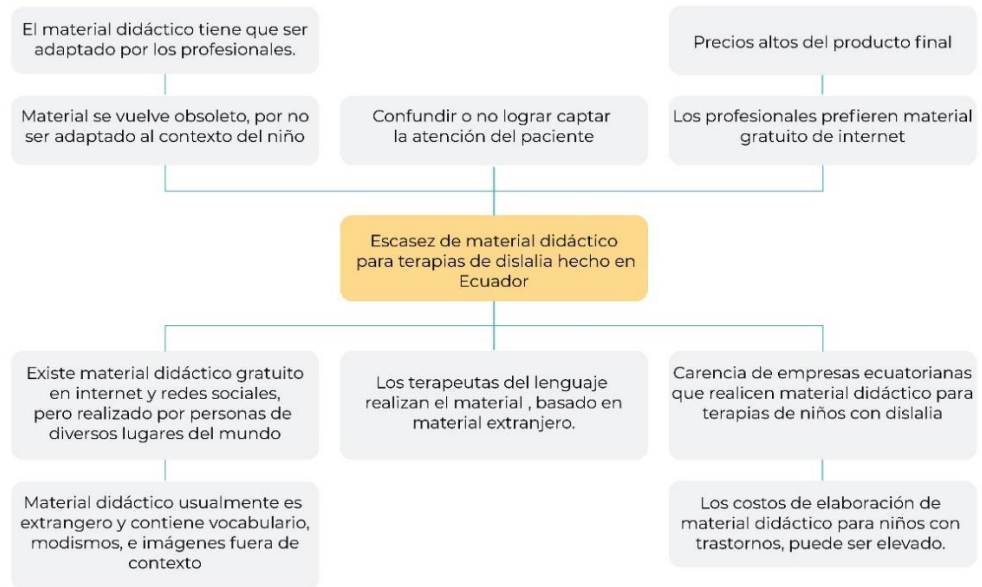 El material didáctico tiene que ser
adaptado por los profesionales.
Precios altos del producto final
Material se vuelve obsoleto, por no
ser adaptado al contexto del niño
Confundir o no lograr captar
la atención del paciente
Los profesionales prefieren material
gratuito de internet
Escasez de material didáctico
para terapias de dislalia hecho en
Ecuador
Existe material didáctico gratuito
en internet y redes sociales,
pero realizado por personas de
diversos lugares del mundo
Los terapeutas del lenguaje
realizan el material , basado en
material extranjero.
Carencia de empresas ecuatorianas
que realicen material didáctico para
terapias de niños con dislalia
Material didáctico usualmente es
extrangero y contiene vocabulario,
modismos, e imágenes fuera de
contexto
Los costos de elaboración de
material didáctico para niños con
trastornos, puede ser elevado.